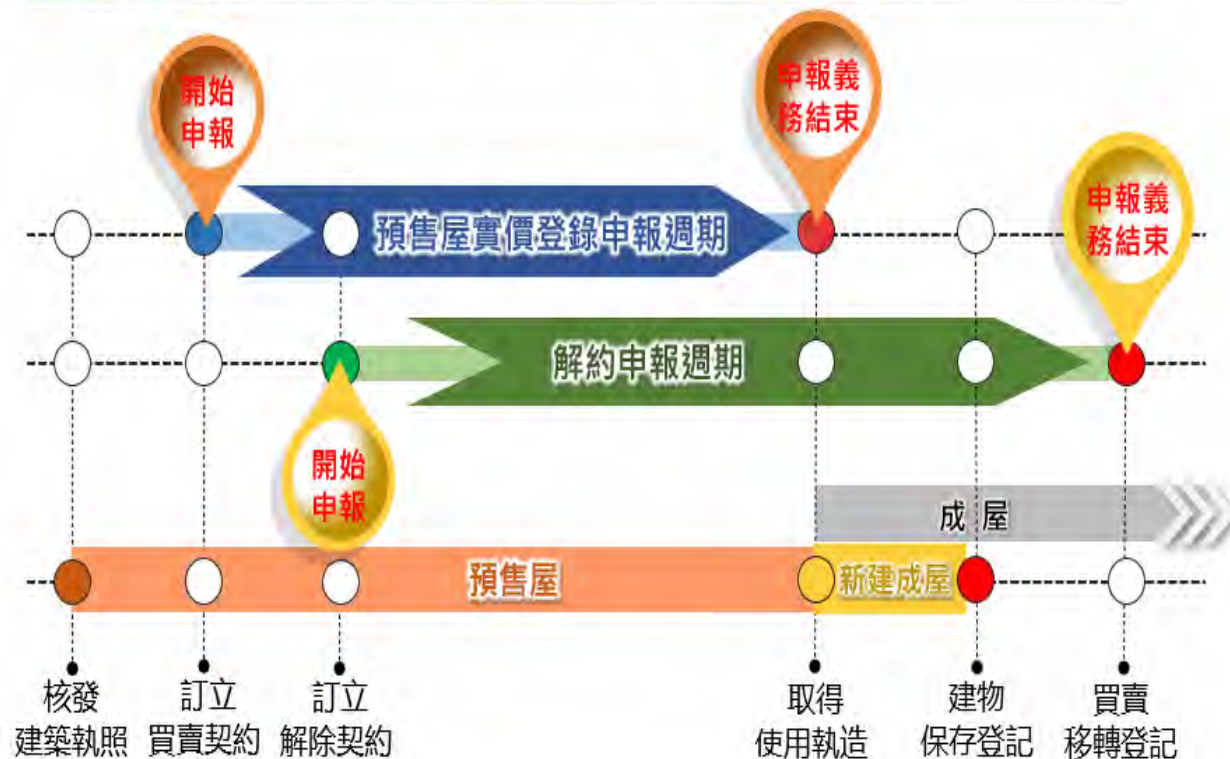 開始
申報
申報義
務結束
申報義
務結束
預售屋實價登錄申報週期
解約申報週期
開始
申報
成屋
預售屋
新建成屋
核發
建築執照
訂立
買賣契約
訂立
解除契約
取得
使用執造
建物
保存登記
買賣
移轉登記